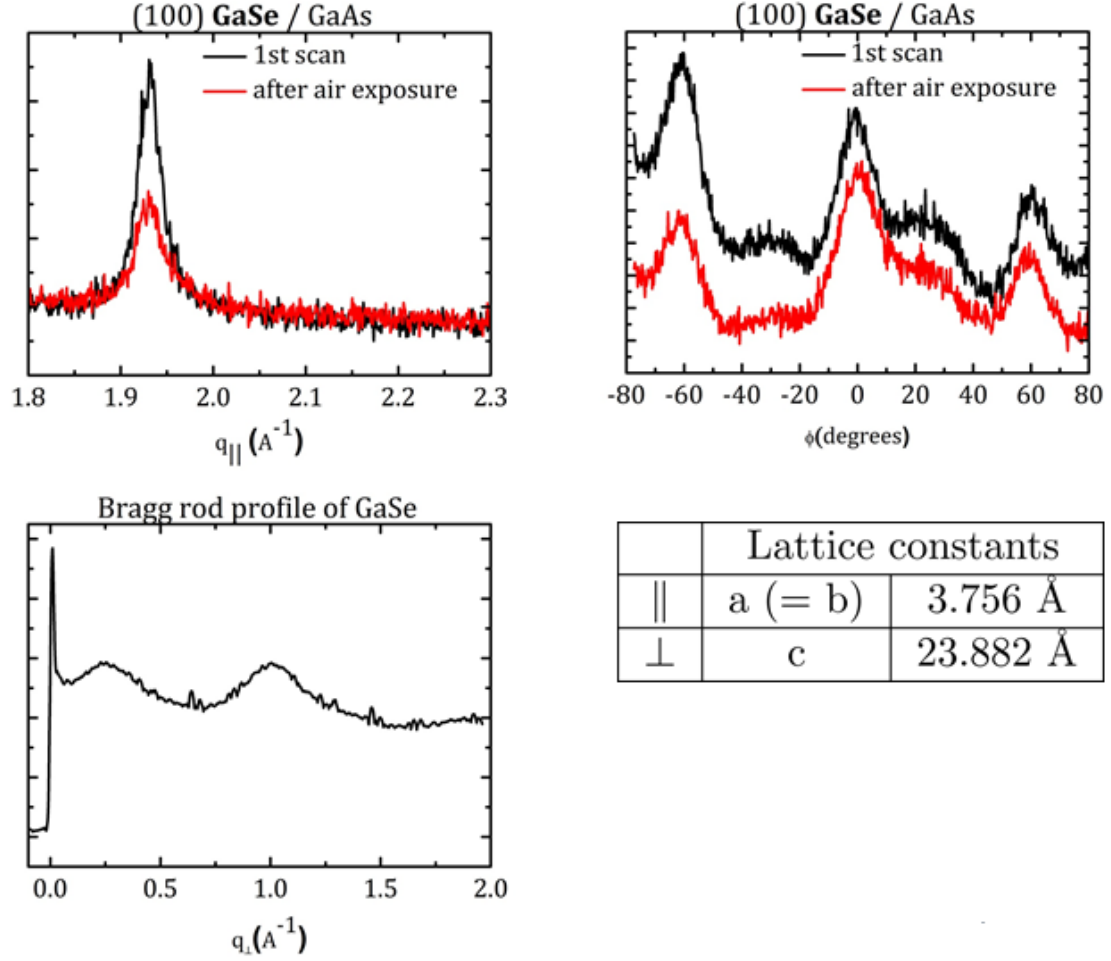 (100) GaSe / GaAs
1st scan
after air exposure
1.8 1.9 2.0 2.1 2.2 2.3
q|| (A⁻¹)
(100) GaSe / GaAs
1st scan
after air exposure
-80 -60 -40 -20 0 20 40 60 80
ϕ(degrees)
Bragg rod profile of GaSe
0.0 0.5 1.0 1.5 2.0
q⊥(A⁻¹)
Lattice constants
∥ a (= b) 3.756 Å
⊥ c 23.882 Å